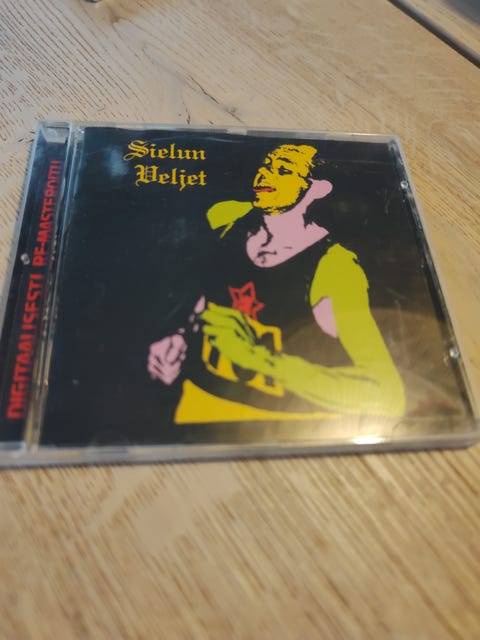 Sielun
Veljet
DIGITAALISESTI RE-MASTEROITU